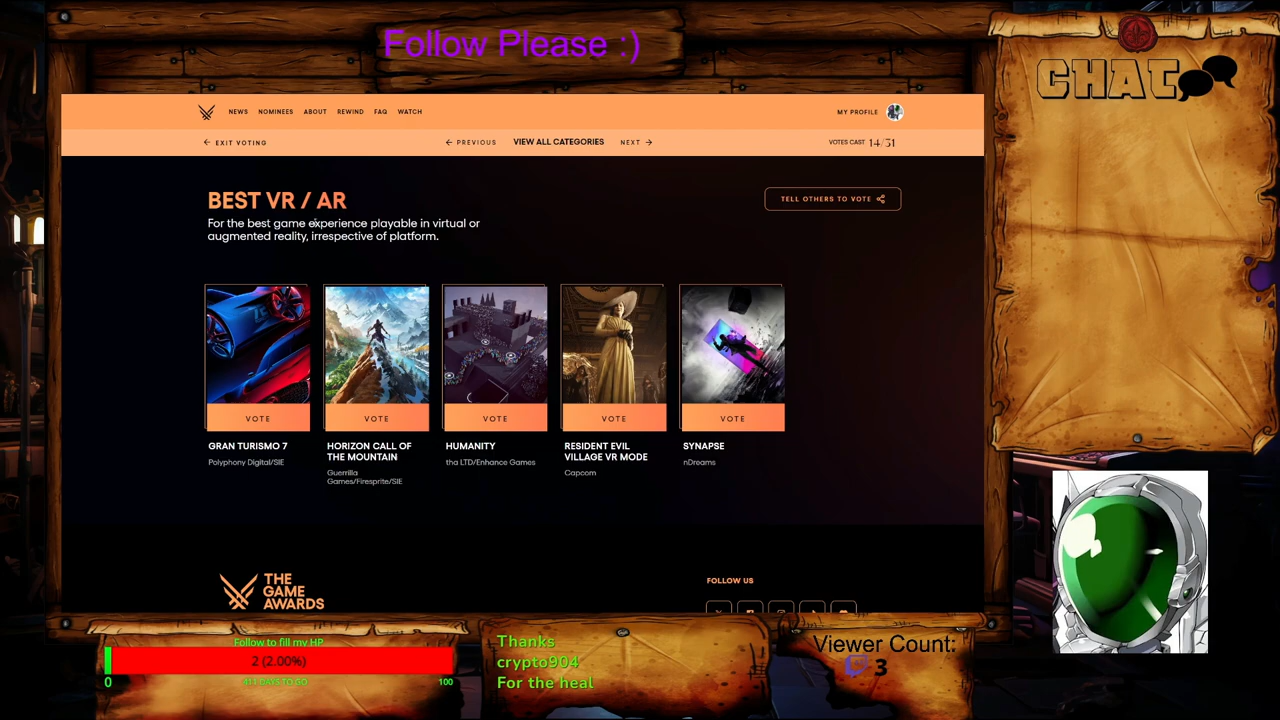 Follow Please :)
CHAT
NEWS NOMINEES ABOUT REWIND FAQ WATCH
MY PROFILE
EXIT VOTING
PREVIOUS VIEW ALL CATEGORIES NEXT
VOTES CAST 14/31
BEST VR / AR
For the best game experience playable in virtual or
augmented reality, irrespective of platform.
TELL OTHERS TO VOTE
VOTE VOTE VOTE VOTE VOTE
GRAN TURISMO 7
Polyphony Digital/SIE
HORIZON CALL OF
THE MOUNTAIN
Guerrilla
Games/Firesprite/SIE
HUMANITY
tha LTD/Enhance Games
RESIDENT EVIL
VILLAGE VR MODE
Capcom
SYNAPSE
nDreams
THE
GAME
AWARDS
FOLLOW US
Follow to fill my HP
2 (2.00%)
0
DAYS TO GO
100
Thanks
crypto904
For the heal
Viewer Count:
3